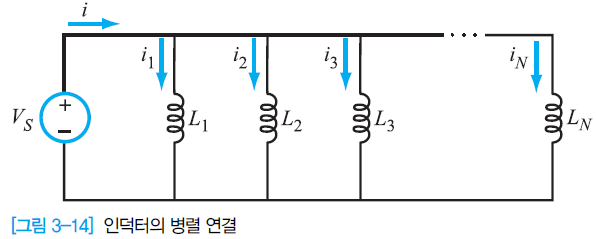 i
i1 i2 i3 iN
VS + − L1 L2 L3 ... LN
[그림 3-14] 인덕터의 병렬 연결